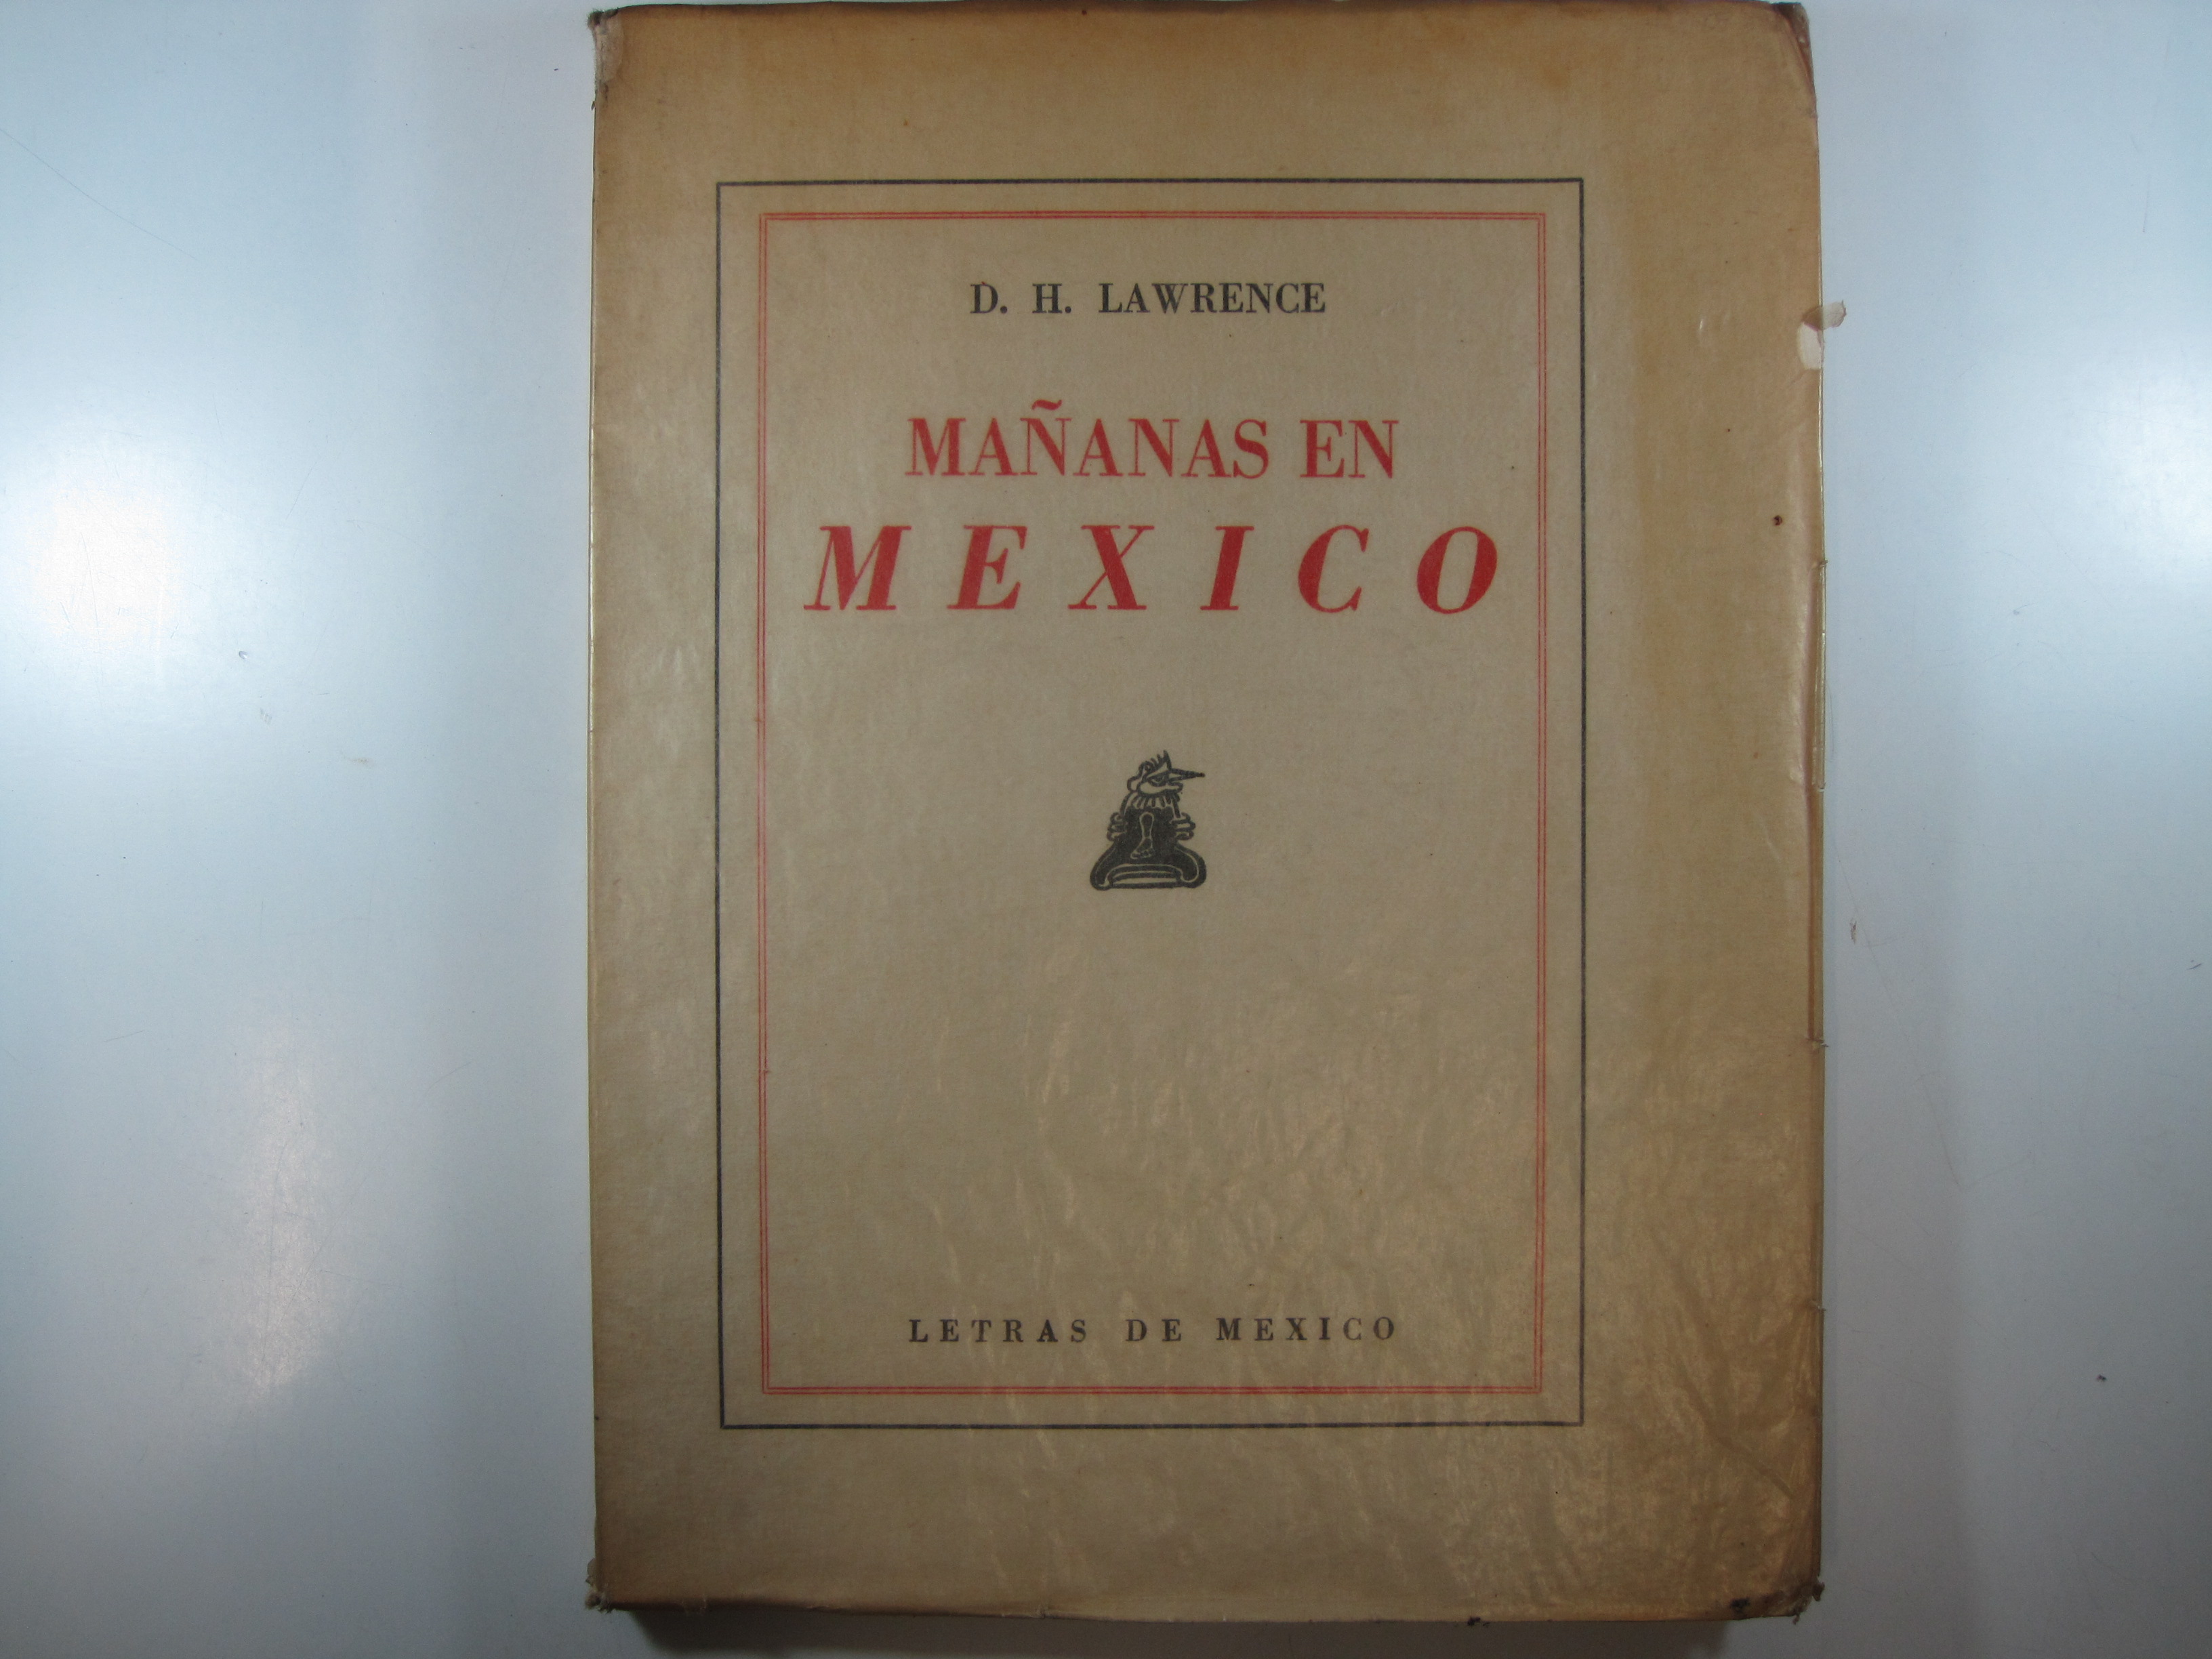 D. H. LAWRENCE
MAÑANAS EN
MEXICO
LETRAS DE MEXICO